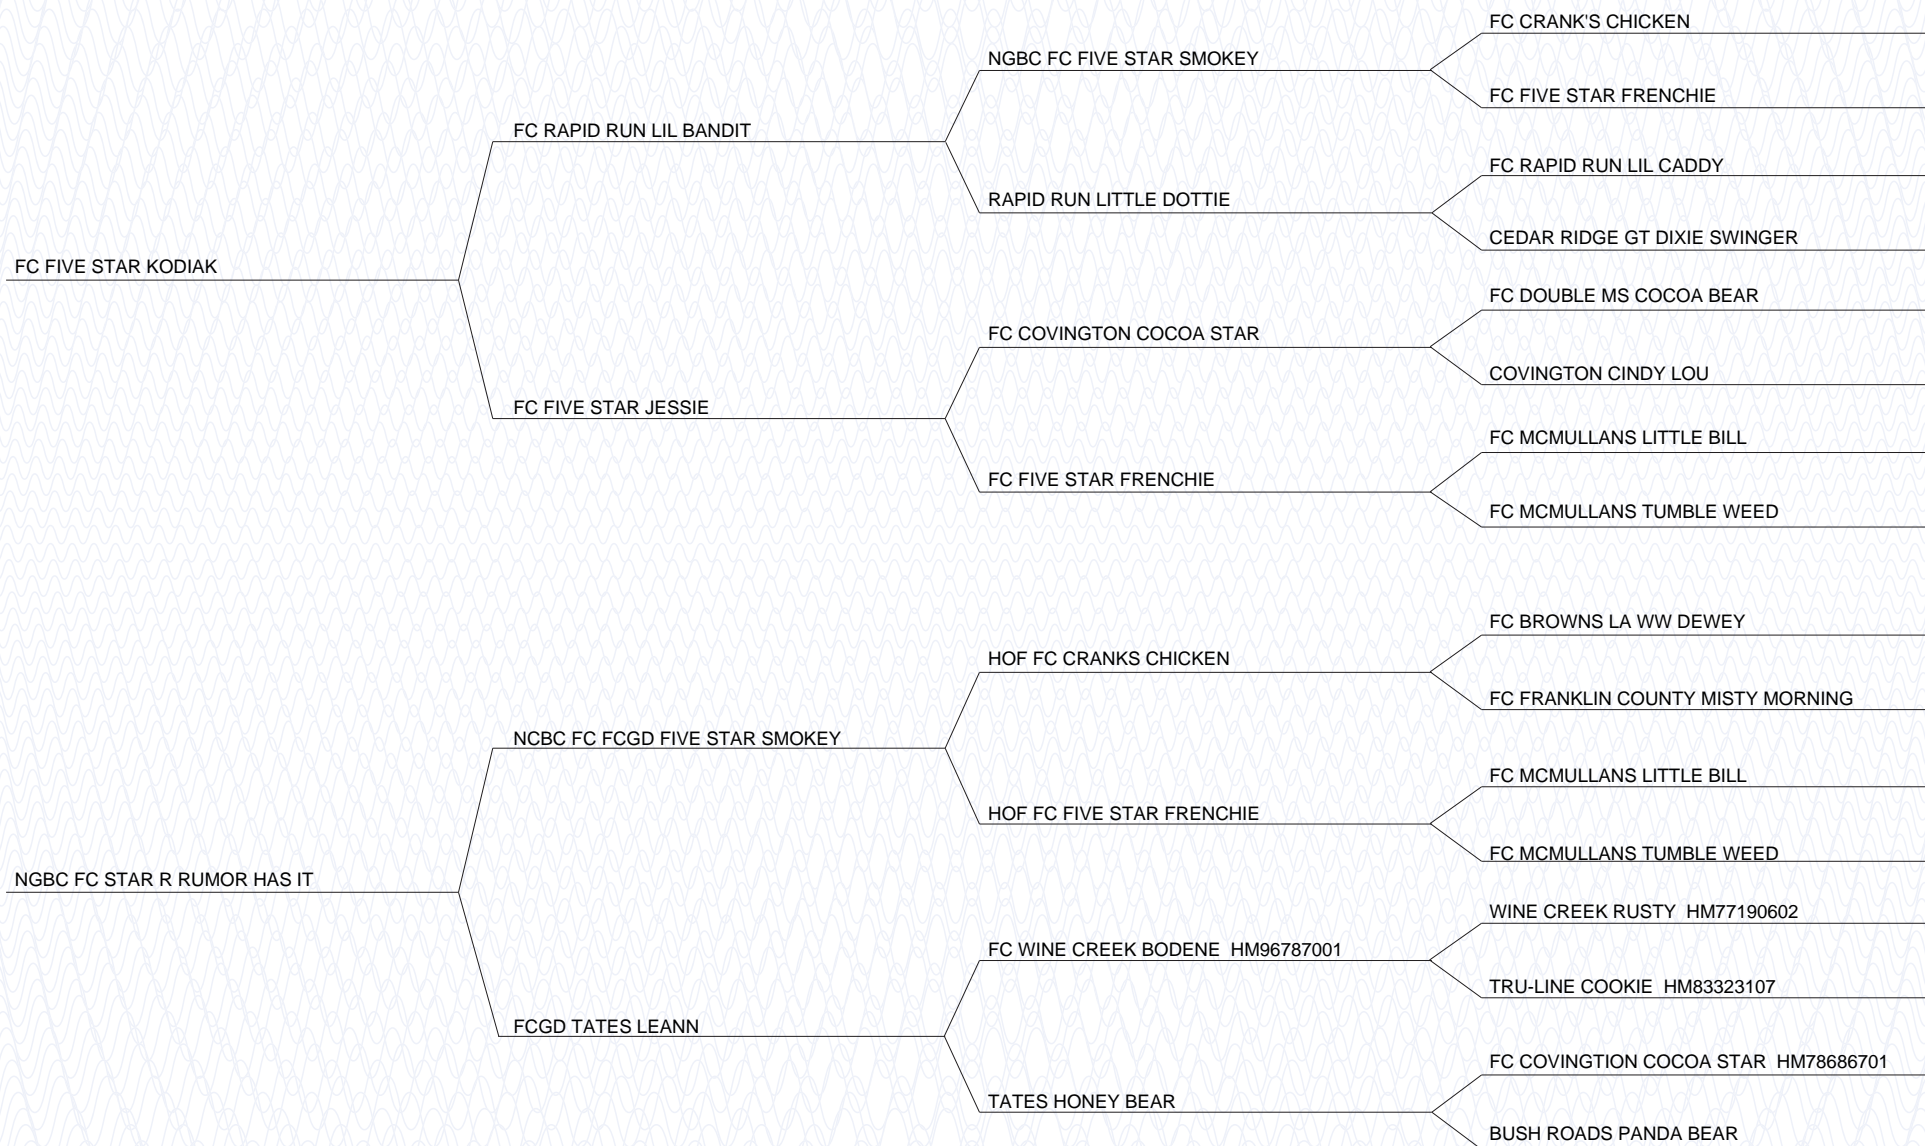 FC CRANK'S CHICKEN
NGBC FC FIVE STAR SMOKEY
FC FIVE STAR FRENCHIE
FC RAPID RUN LIL BANDIT
FC RAPID RUN LIL CADDY
RAPID RUN LITTLE DOTTIE
CEDAR RIDGE GT DIXIE SWINGER
FC FIVE STAR KODIAK
FC DOUBLE MS COCOA BEAR
FC COVINGTON COCOA STAR
COVINGTON CINDY LOU
FC FIVE STAR JESSIE
FC MCMULLANS LITTLE BILL
FC FIVE STAR FRENCHIE
FC MCMULLANS TUMBLE WEED
FC BROWNS LA WW DEWEY
HOF FC CRANKS CHICKEN
FC FRANKLIN COUNTY MISTY MORNING
NCBC FC FCGD FIVE STAR SMOKEY
FC MCMULLANS LITTLE BILL
HOF FC FIVE STAR FRENCHIE
FC MCMULLANS TUMBLE WEED
NGBC FC STAR R RUMOR HAS IT
WINE CREEK RUSTY HM77190602
FC WINE CREEK BODENE HM96787001
TRU-LINE COOKIE HM83323107
FCGD TATES LEANN
FC COVINGTION COCOA STAR HM78686701
TATES HONEY BEAR
BUSH ROADS PANDA BEAR